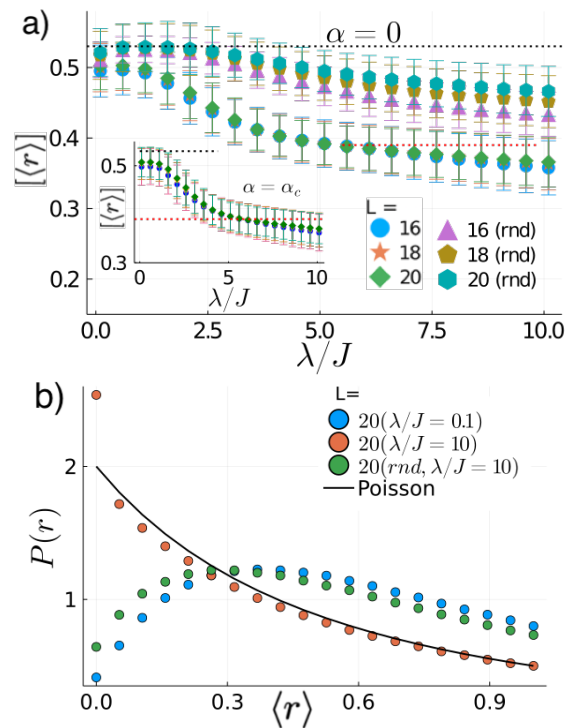 a)
α = 0
0.5
0.4
0.3
0.2
[⟨r⟩]
0.5
0.3
[⟨r⟩]
α = α_c
0 5 10
λ/J
L =
16
18
20
16 (rnd)
18 (rnd)
20 (rnd)
0.0 2.5 5.0 7.5 10.0
λ/J
b)
L=
20(λ/J = 0.1)
20(λ/J = 10)
20(rnd, λ/J = 10)
Poisson
2
1
P(r)
0.0 0.3 0.6 0.9
⟨r⟩